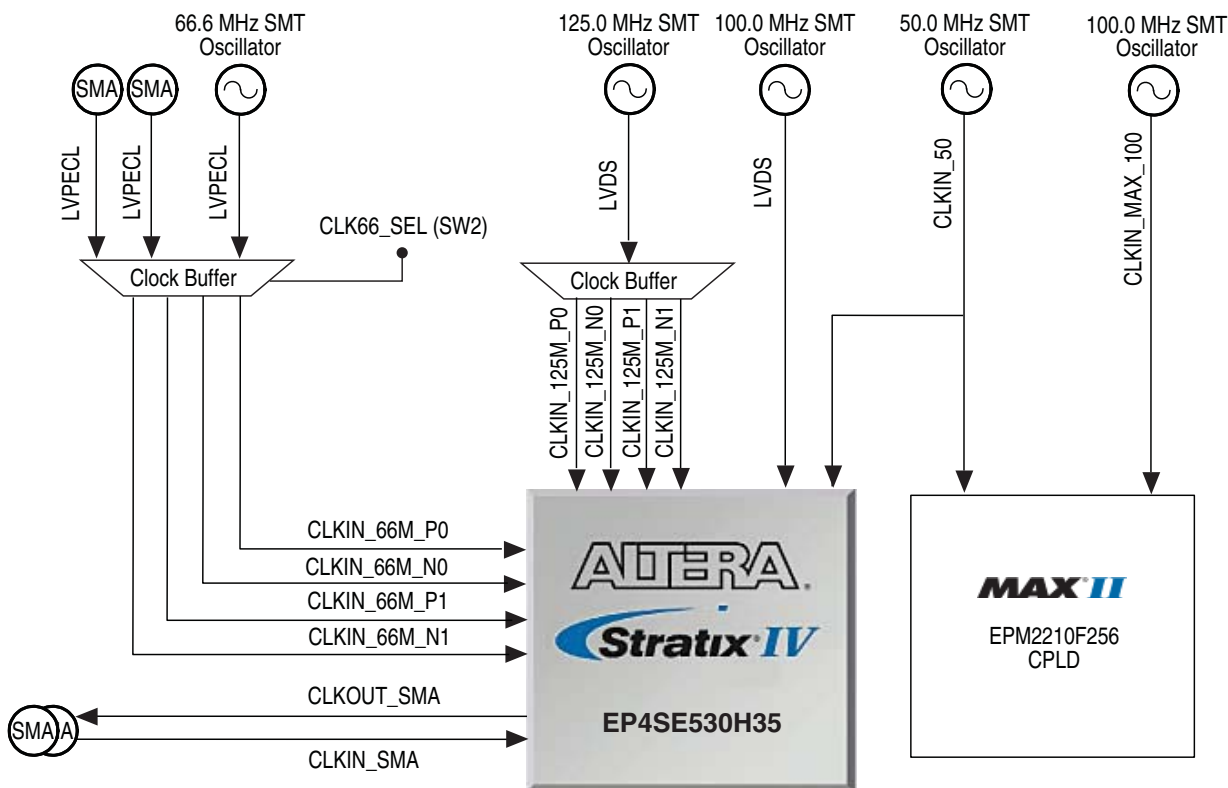 66.6 MHz SMT
Oscillator
125.0 MHz SMT
Oscillator
100.0 MHz SMT
Oscillator
50.0 MHz SMT
Oscillator
100.0 MHz SMT
Oscillator
SMA
SMA
LVPECL
LVPECL
LVPECL
LVDS
LVDS
CLKIN_50
CLKIN_MAX_100
CLK66_SEL (SW2)
Clock Buffer
Clock Buffer
CLKIN_125M_P0
CLKIN_125M_N0
CLKIN_125M_P1
CLKIN_125M_N1
CLKIN_66M_P0
CLKIN_66M_N0
CLKIN_66M_P1
CLKIN_66M_N1
CLKOUT_SMA
SMA
A
CLKIN_SMA
ALTERA.
Stratix® IV
EP4SE530H35
MAX® II
EPM2210F256
CPLD